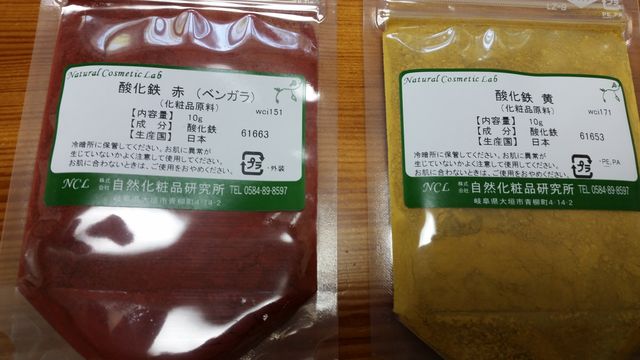 Natural Cosmetic Lab
酸化鉄 赤 (ベンガラ)
(化粧品原料)
wci151
【内容量】 10g
【成 分】 酸化鉄
61663
【生産国】 日本
冷暗所に保管してください。お肌に異常が
生じていないかよく注意して使用してください。
お肌に合わないときは、ご使用をおやめください。
プラ
・外装
NCL 株式会社 自然化粧品研究所 TEL 0584-89-8597
岐阜県大垣市青柳町4-14-2
Natural Cosmetic Lab
酸化鉄 黄
(化粧品原料)
wci171
【内容量】 10g
【成 分】 酸化鉄
61653
【生産国】 日本
冷暗所に保管してください。お肌に異常が
生じていないかよく注意して使用してください。
お肌に合わないときは、ご使用をおやめください。
プラ
・PE,PA
NCL 株式会社 自然化粧品研究所 TEL 0584-89-8597
岐阜県大垣市青柳町4-14-2
PE,PA